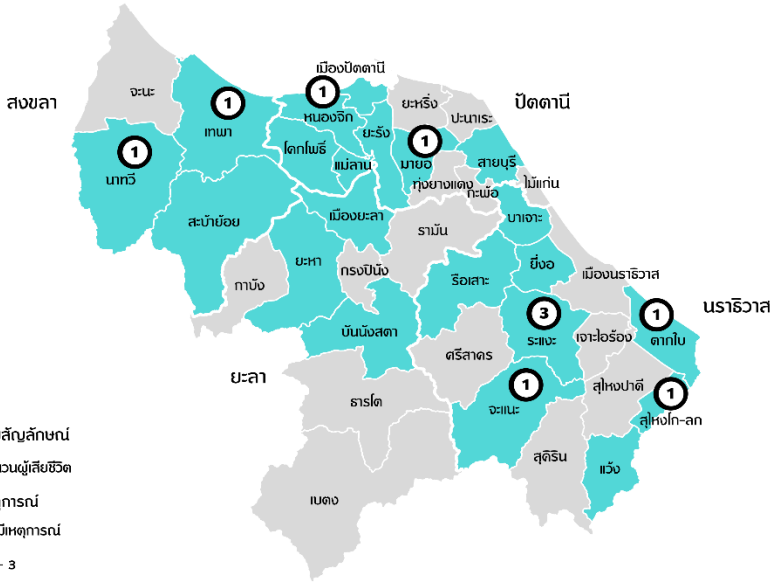 เมืองปัตตานี
สงขลา
จะนะ
1
1
ยะหริ่ง
ปัตตานี
เทพา
หนองจิก
ปะนาเระ
1
ยะรัง
1
นาทวี
โคกโพธิ์
แม่ลาน
มายอ
สายบุรี
ทุ่งยางแดง
ไม้แก่น
กะพ้อ
สะบ้าย้อย
เมืองยะลา
รามัน
บาเจาะ
ยะหา
กรงปินัง
รือเสาะ
ยี่งอ
เมืองนราธิวาส
กาบัง
นราธิวาส
3
1
บันนังสตา
ระแงะ
เจาะไอร้อง
ตากใบ
ศรีสาคร
ยะลา
1
สุไหงปาดี
1
ธารโต
จะแนะ
สุไหงโก-ลก
สุคิริน
แว้ง
เบตง
สัญลักษณ์
ผู้เสียชีวิต
การณ์
มีเหตุการณ์
- 3